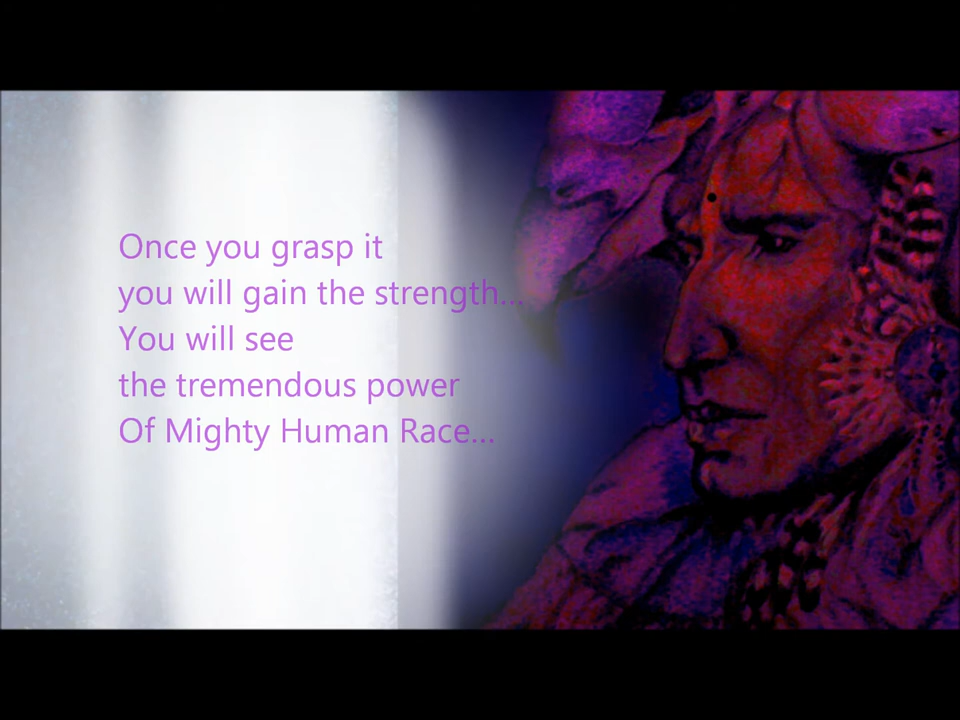 Once you grasp it
you will gain the strength...
You will see
the tremendous power
Of Mighty Human Race...